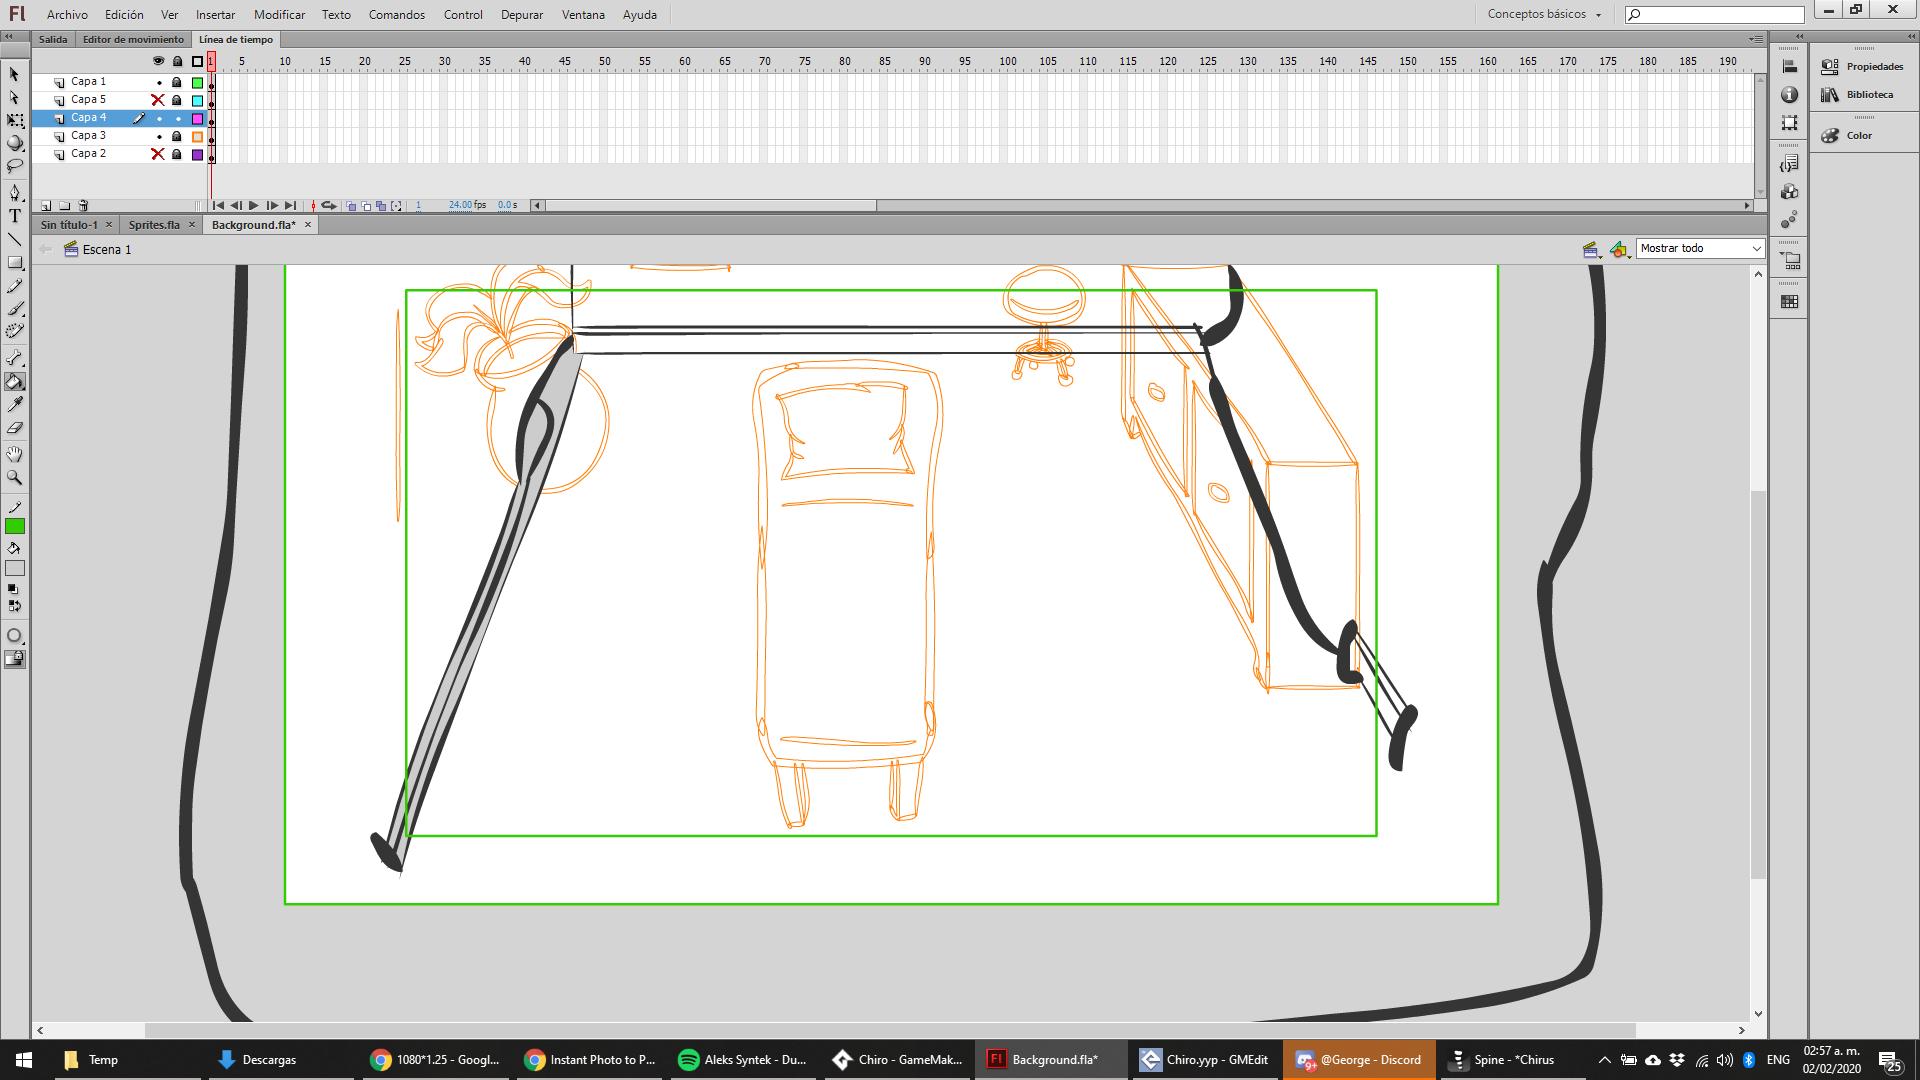 Fl Archivo Edición Ver Insertar Modificar Texto Comandos Control Depurar Ventana Ayuda Conceptos básicos
Salida Editor de movimiento Línea de tiempo
1 5 10 15 20 25 30 35 40 45 50 55 60 65 70 75 80 85 90 95 100 105 110 115 120 125 130 135 140 145 150 155 160 165 170 175 180 185 190
Capa 1
Capa 5
Capa 4
Capa 3
Capa 2
1 24.00 fps 0.0 s
Sin título-1 Sprites.fla Background.fla*
Escena 1
Mostrar todo
Propiedades
Biblioteca
Color
T
Temp Descargas 1080*1.25 - Googl... Instant Photo to P... Aleks Syntek - Du... Chiro - GameMak... Fl Background.fla* Chiro.yyp - GMEdit 9+ @George - Discord Spine - *Chirus ENG 02:57 a. m.
02/02/2020 25